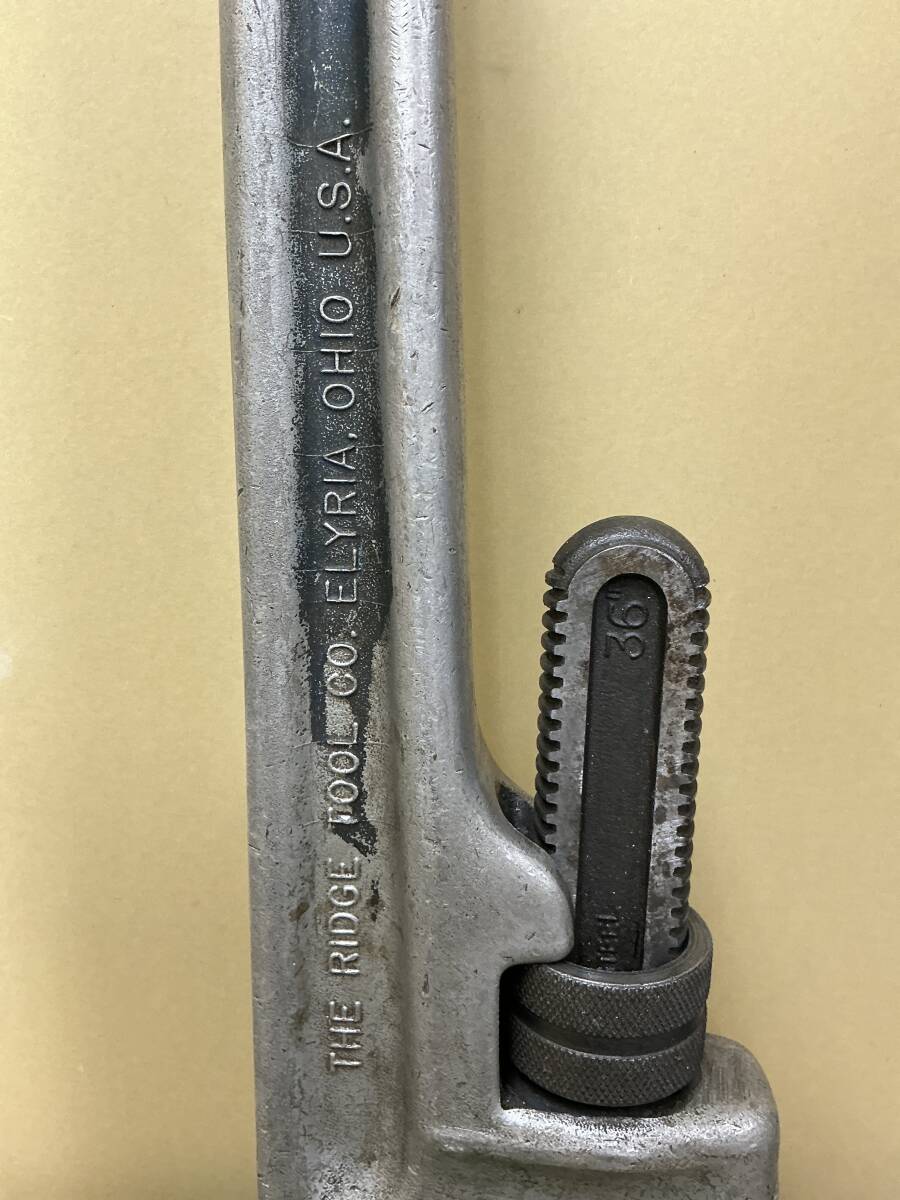 THE RIDGE TOOL CO. ELYRIA, OHIO U.S.A.
36"